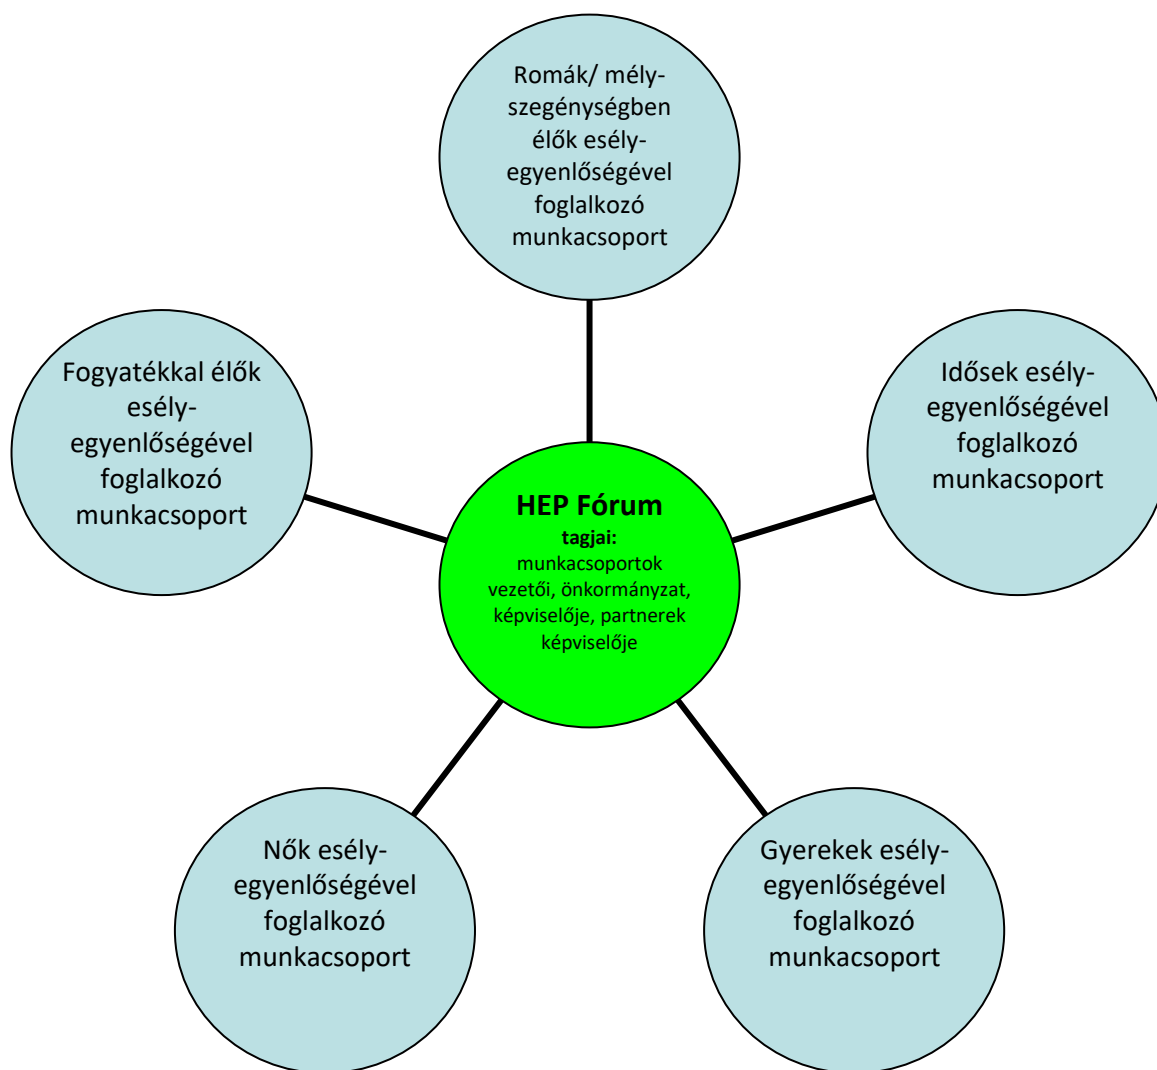 Romák/ mély-
szegénységben
élők esély-
egyenlőségével
foglalkozó
munkacsoport
Fogyatékkal élők
esély-
egyenlőségével
foglalkozó
munkacsoport
Idősek esély-
egyenlőségével
foglalkozó
munkacsoport
HEP Fórum
tagjai:
munkacsoportok
vezetői, önkormányzat,
képviselője, partnerek
képviselője
Nők esély-
egyenlőségével
foglalkozó
munkacsoport
Gyerekek esély-
egyenlőségével
foglalkozó
munkacsoport